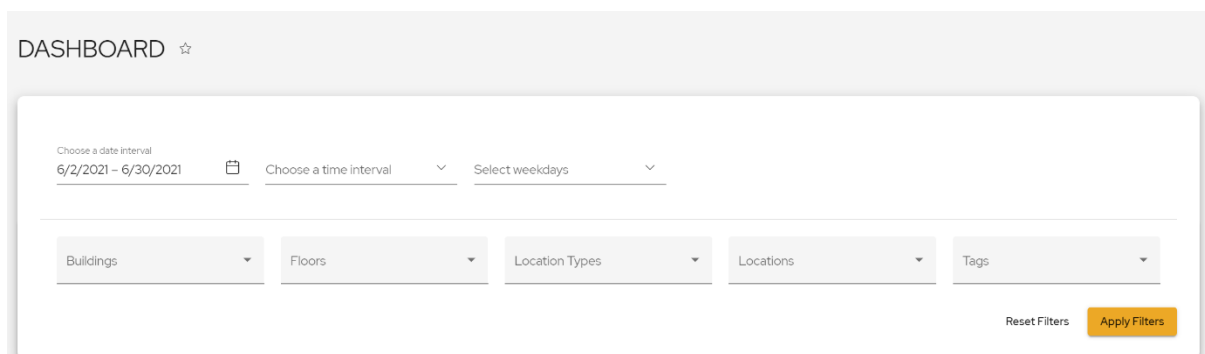 DASHBOARD
Choose a date interval
6/2/2021 – 6/30/2021 Choose a time interval Select weekdays
Buildings Floors Location Types Locations Tags
Reset Filters Apply Filters